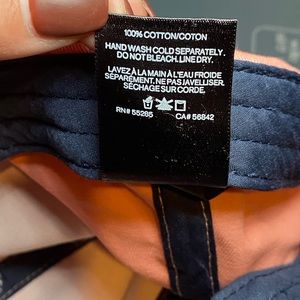 100% COTTON/COTON
HAND WASH COLD SEPARATELY.
DO NOT BLEACH. LINE DRY.
LAVEZ À LA MAIN À L'EAU FROIDE
SÉPARÉMENT. NE PAS JAVELLISER.
SÉCHAGE SUR CORDE.
RN# 55285 CA# 56842